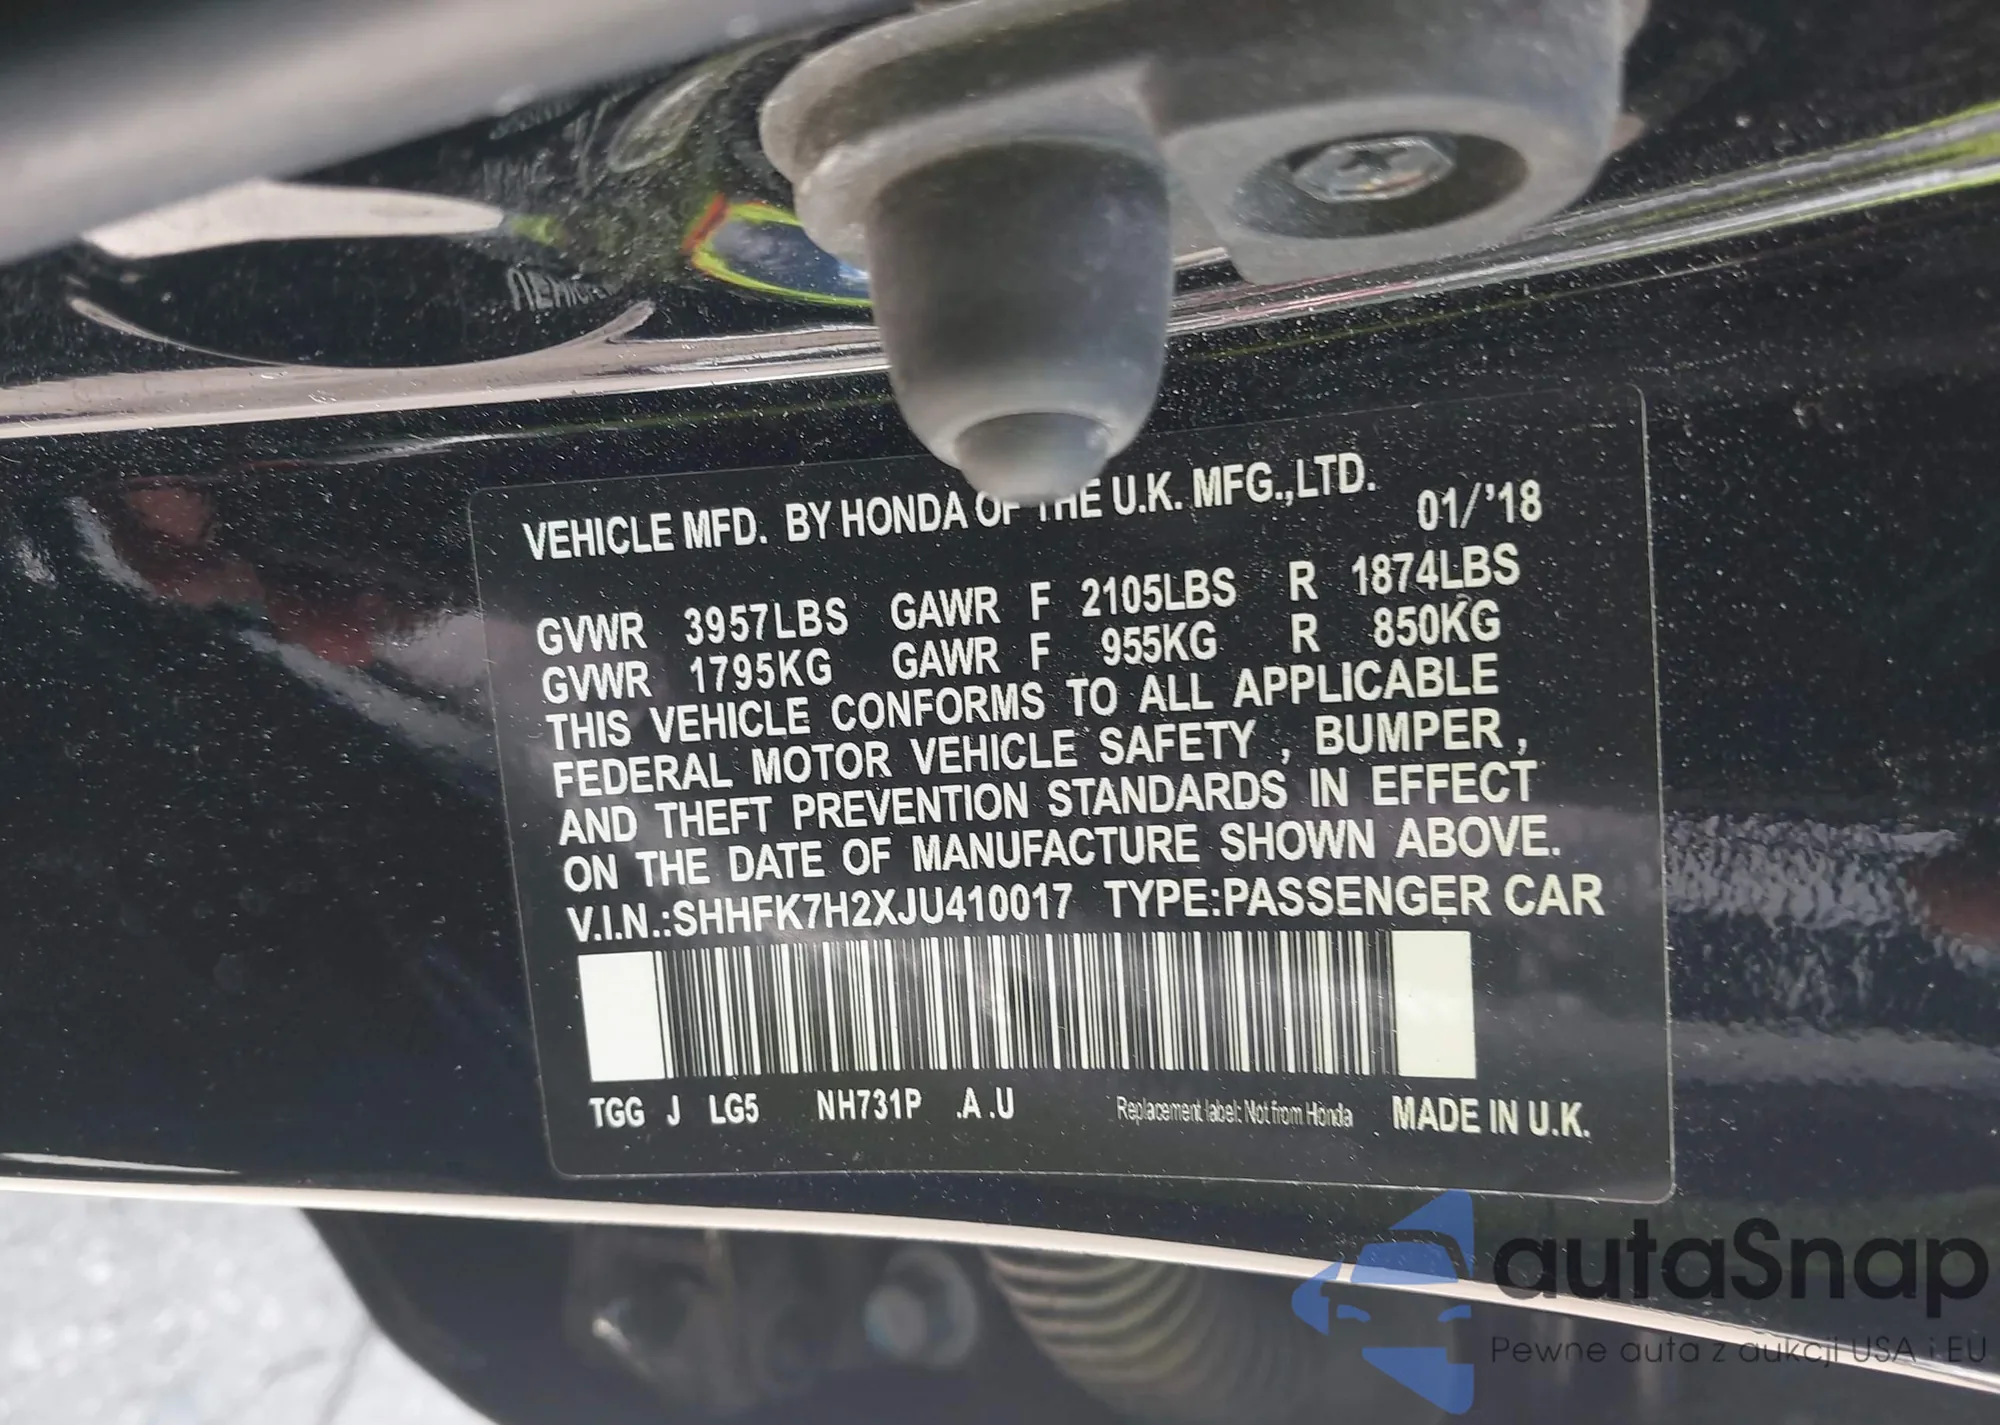 VEHICLE MFD. BY HONDA OF THE U.K. MFG.,LTD.
01/'18
GVWR 3957LBS GAWR F 2105LBS R 1874LBS
GVWR 1795KG GAWR F 955KG R 850KG
THIS VEHICLE CONFORMS TO ALL APPLICABLE
FEDERAL MOTOR VEHICLE SAFETY , BUMPER ,
AND THEFT PREVENTION STANDARDS IN EFFECT
ON THE DATE OF MANUFACTURE SHOWN ABOVE.
V.I.N.:SHHFK7H2XJU410017 TYPE:PASSENGER CAR
TGG J LG5 NH731P .A .U Replacement label: Not from Honda MADE IN U.K.
autaSnap
Pewne auta z aukcji USA i EU